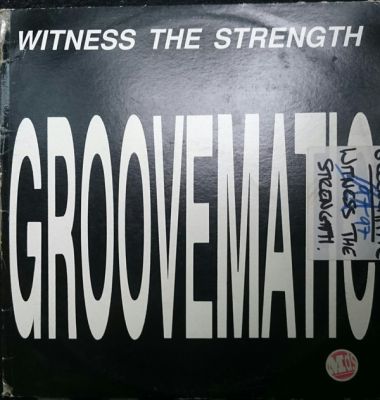 WITNESS THE STRENGTH
GROOVEMATIC
WITNESS THE
STRENGTH.